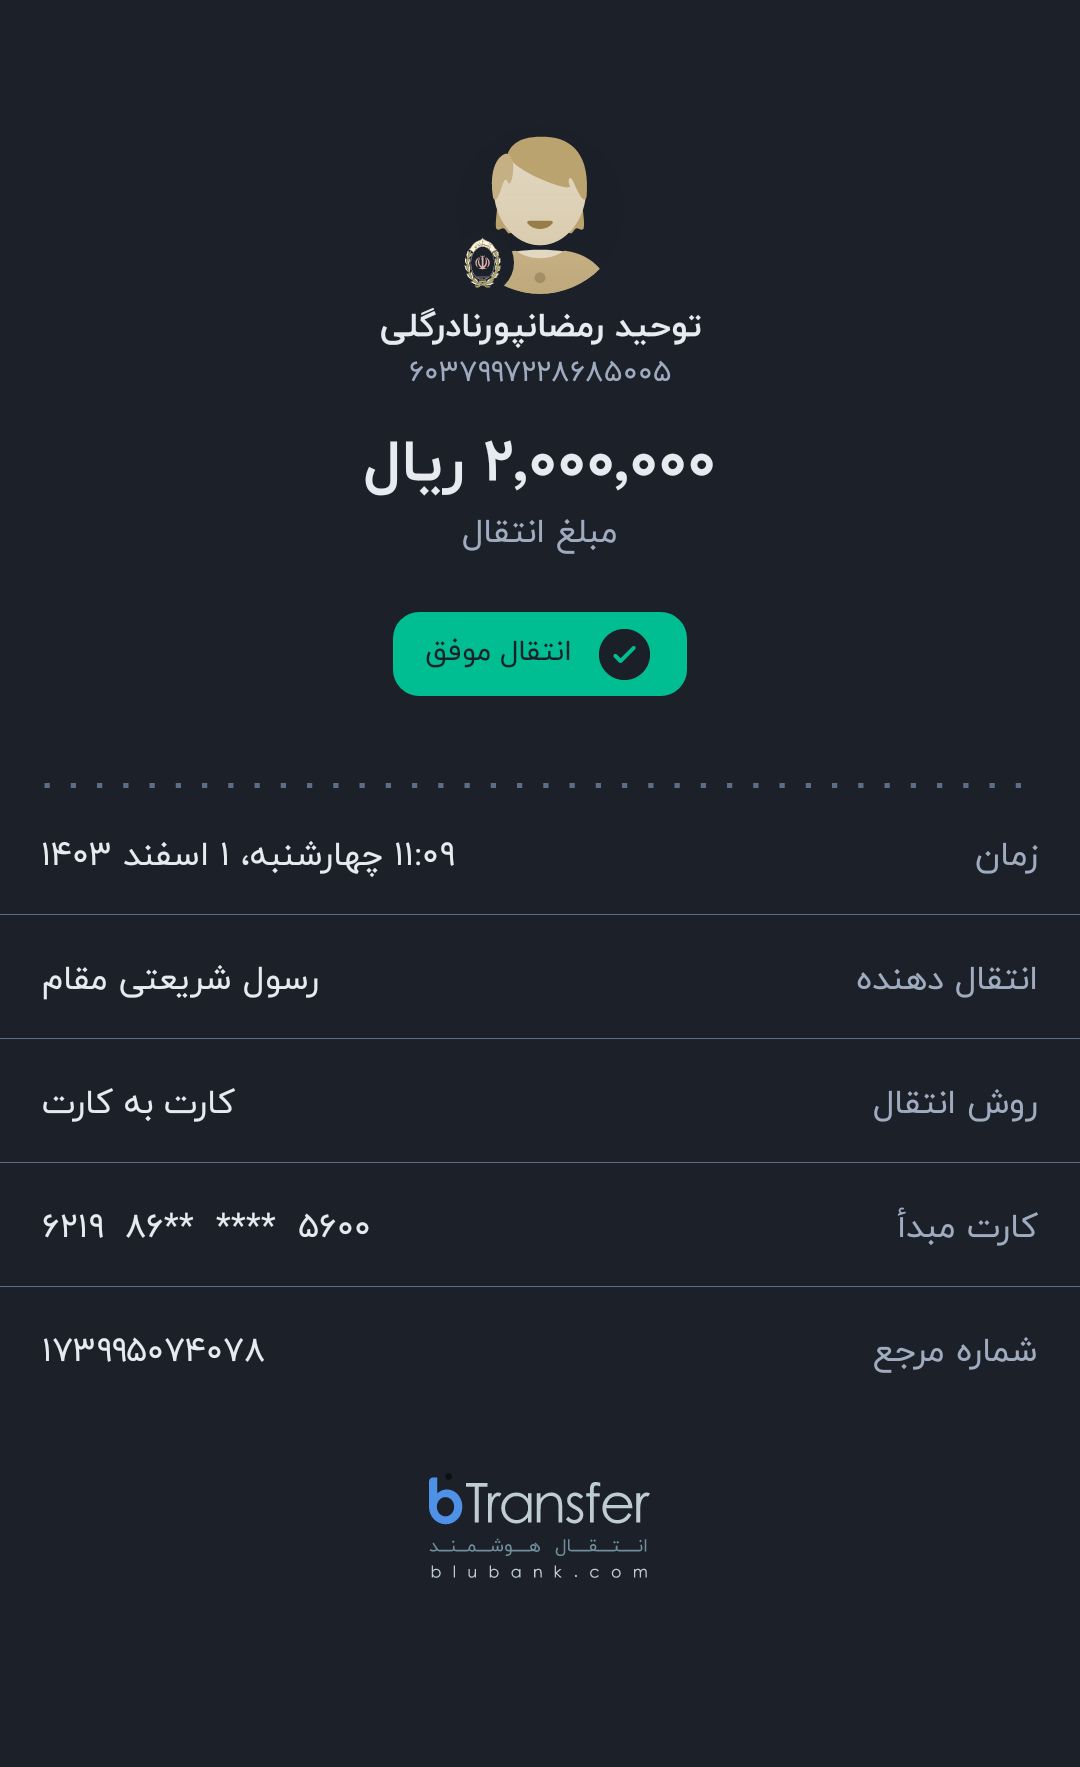 توحید رمضانپورنادرگلی
۶۰۳۷۹۹۷۲۲۸۶۸۵۰۰۵
۲,۰۰۰,۰۰۰ ریال
مبلغ انتقال
انتقال موفق
زمان ۱۱:۰۹ چهارشنبه، ۱ اسفند ۱۴۰۳
انتقال دهنده رسول شریعتی مقام
روش انتقال کارت به کارت
کارت مبدأ ۶۲۱۹ ۸۶** **** ۵۶۰۰
شماره مرجع ۱۷۳۹۹۵۰۷۴۰۷۸
bTransfer
انـتـقـال هـوشـمـنـد
blubank.com